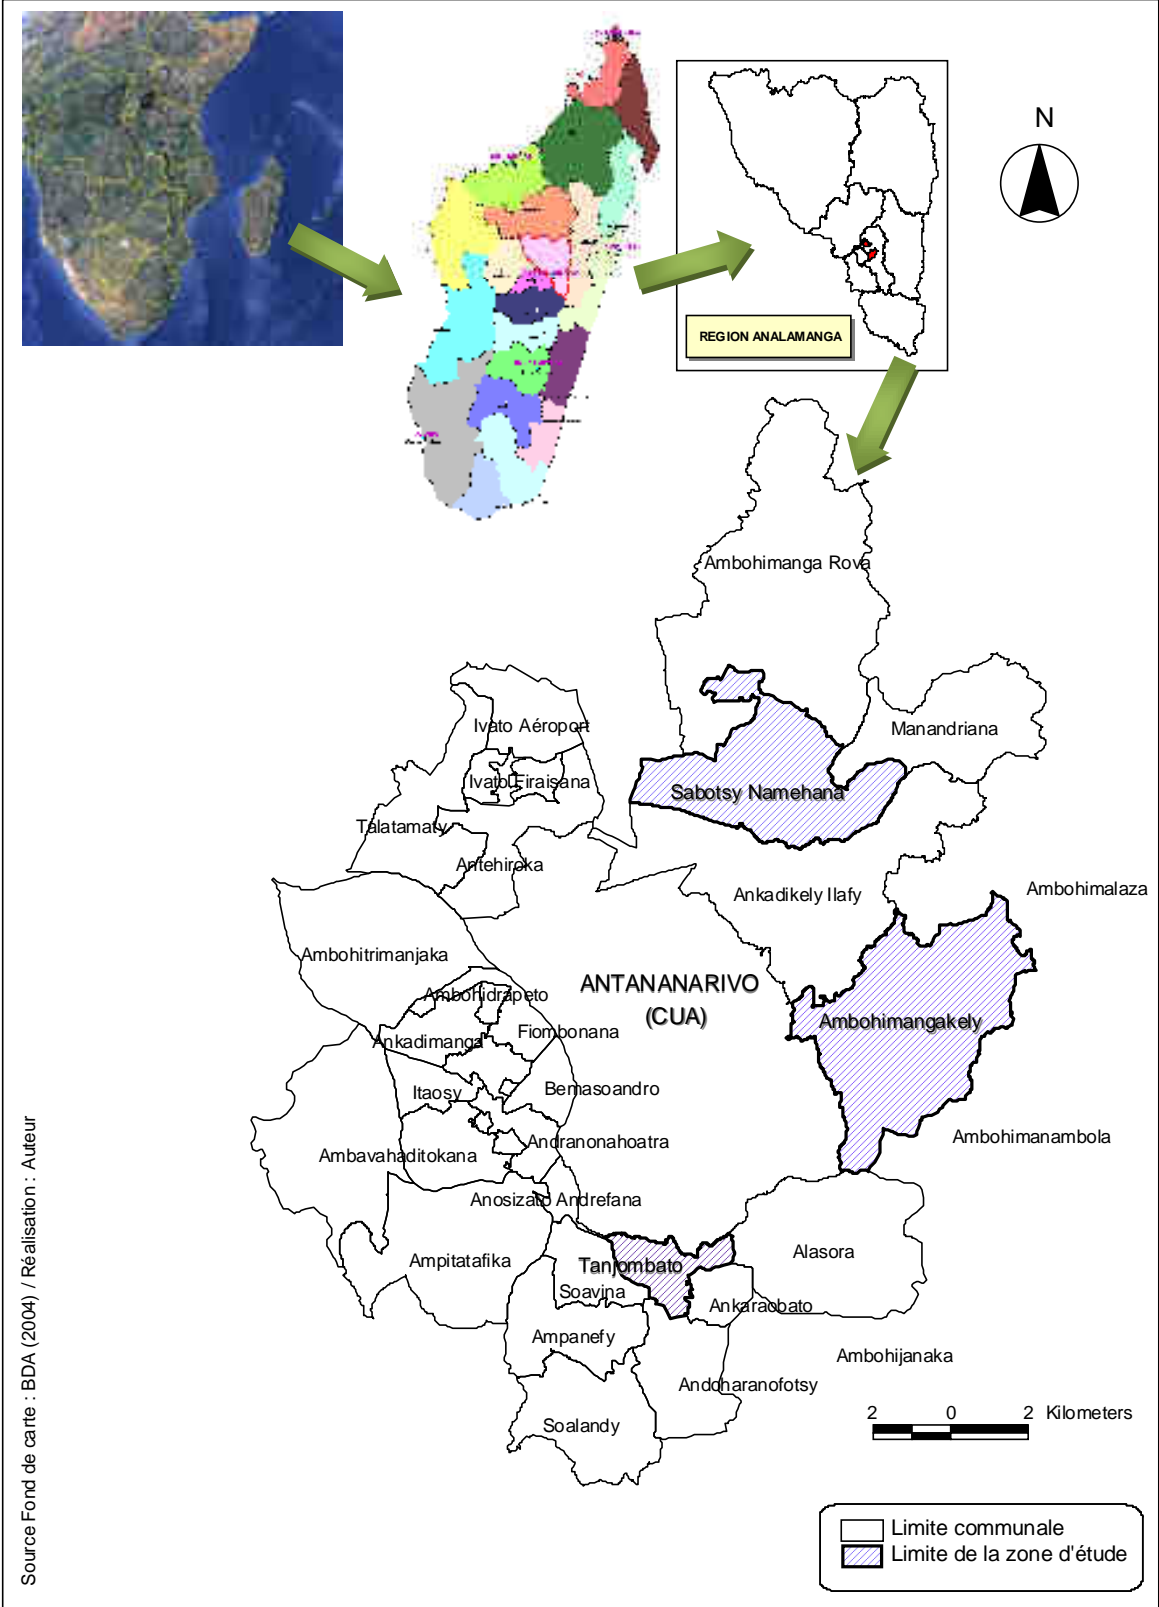 N
REGION ANALAMANGA
Ambohimanga Rova
Manandriana
Ivato Aéroport
Ivato Firaisana
Sabotsy Namehana
Talatamaty
Antehiroka
Ankadikely Ilafy
Ambohimalaza
Ambohitrimanjaka
ANTANANARIVO
(CUA)
Ambohidrapeto
Ambohimangakely
Fiombonana
Ankadimanga
Itaosy
Bemasoandro
Ambohimanambola
Andranonahoatra
Ambavahaditokana
Anosizato Andrefana
Alasora
Ampitatafika
Tanjombato
Soavina
Ankaraobato
Ampanefy
Ambohijanaka
Andoharanofotsy
Soalandy
2 0 2 Kilometers
Limite communale
Limite de la zone d'étude
Source Fond de carte : BDA (2004) / Réalisation : Auteur